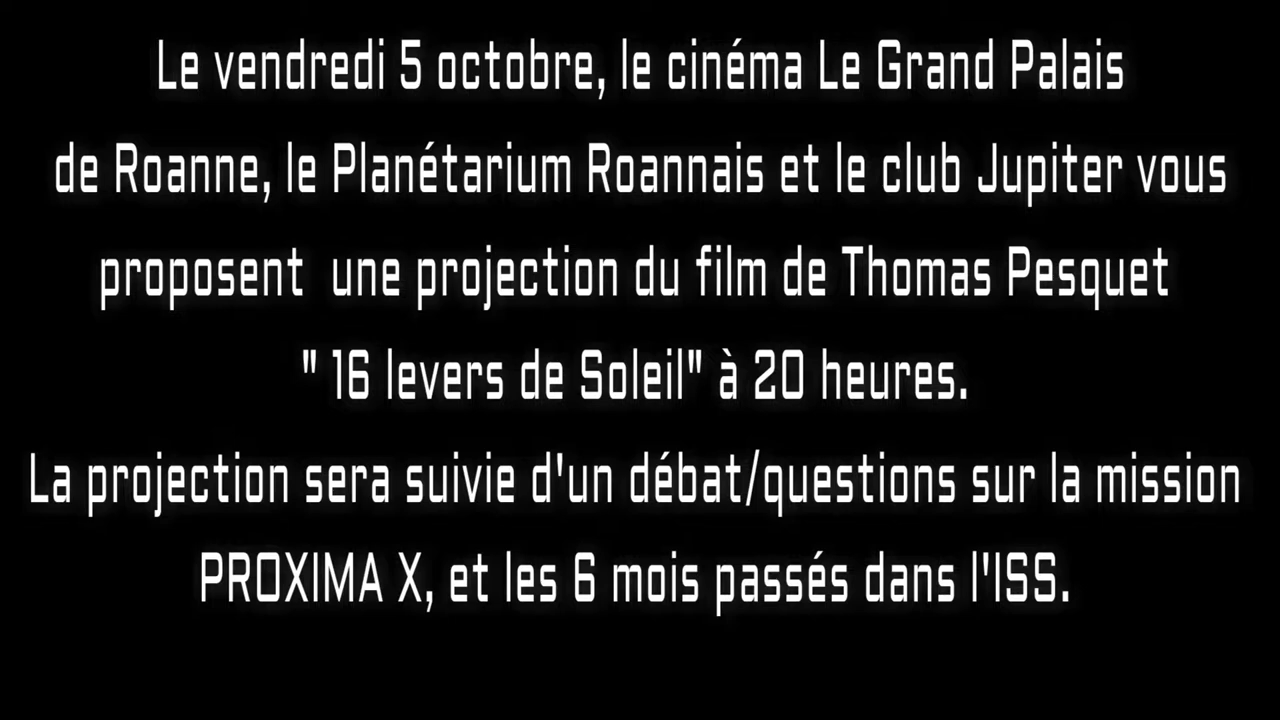 Le vendredi 5 octobre, le cinéma Le Grand Palais
de Roanne, le Planétarium Roannais et le club Jupiter vous
proposent  une projection du film de Thomas Pesquet
" 16 levers de Soleil" à 20 heures.
La projection sera suivie d'un débat/questions sur la mission
PROXIMA X, et les 6 mois passés dans l'ISS.